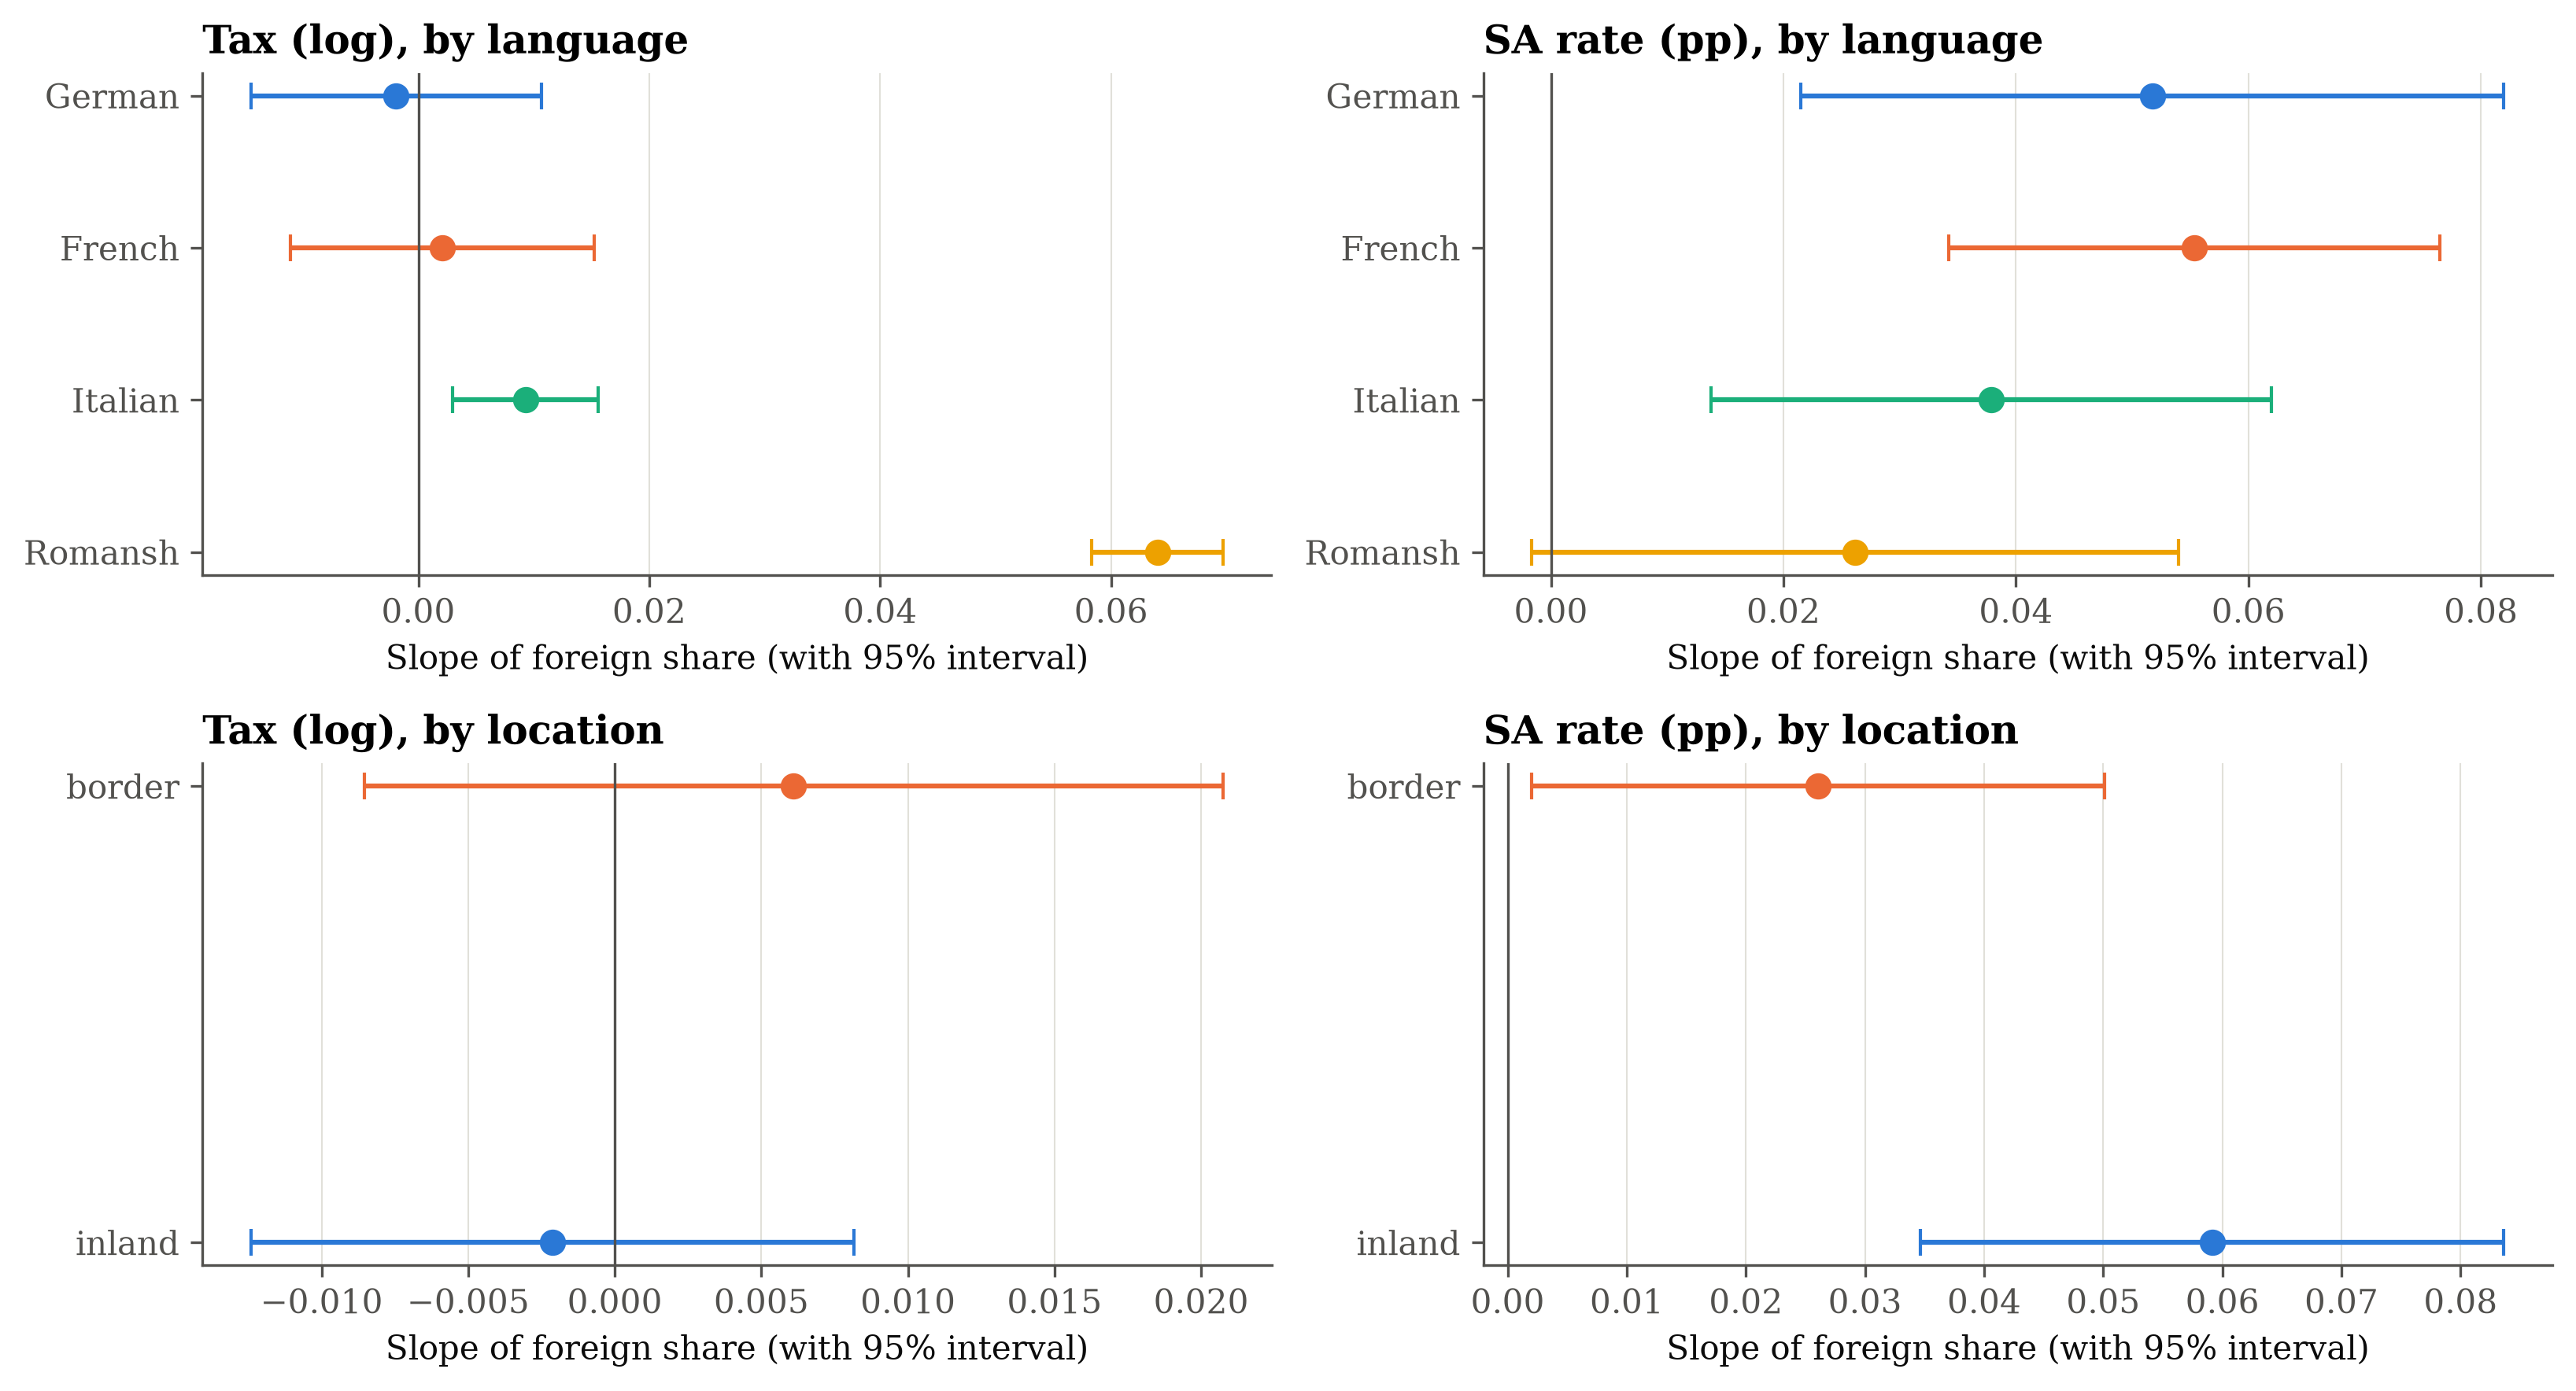 Tax (log), by language
German
French
Italian
Romansh
0.00 0.02 0.04 0.06
Slope of foreign share (with 95% interval)
SA rate (pp), by language
German
French
Italian
Romansh
0.00 0.02 0.04 0.06 0.08
Slope of foreign share (with 95% interval)
Tax (log), by location
border
inland
−0.010 −0.005 0.000 0.005 0.010 0.015 0.020
Slope of foreign share (with 95% interval)
SA rate (pp), by location
border
inland
0.00 0.01 0.02 0.03 0.04 0.05 0.06 0.07 0.08
Slope of foreign share (with 95% interval)